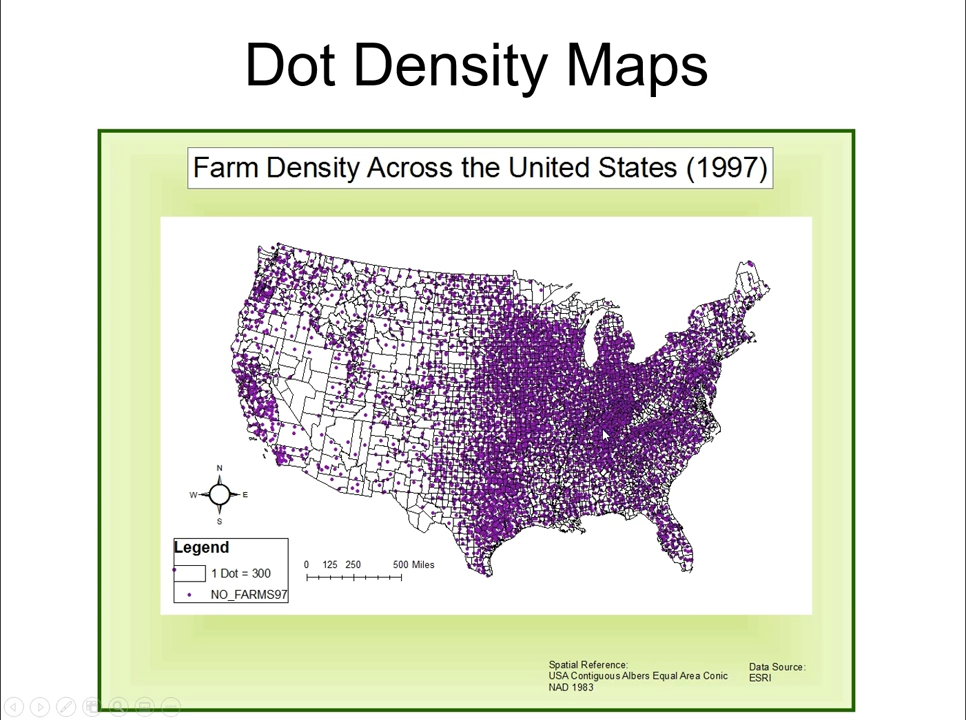 Dot Density Maps
Farm Density Across the United States (1997)
N
W E
S
Legend
1 Dot = 300
NO_FARMS97
0 125 250 500 Miles
Spatial Reference:
USA Contiguous Albers Equal Area Conic
NAD 1983
Data Source:
ESRI